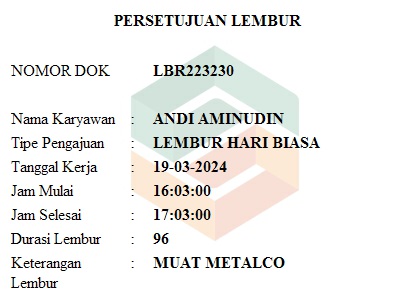 PERSETUJUAN LEMBUR
NOMOR DOK LBR223230
Nama Karyawan : ANDI AMINUDIN
Tipe Pengajuan : LEMBUR HARI BIASA
Tanggal Kerja : 19-03-2024
Jam Mulai : 16:03:00
Jam Selesai : 17:03:00
Durasi Lembur : 96
Keterangan : MUAT METALCO
Lembur